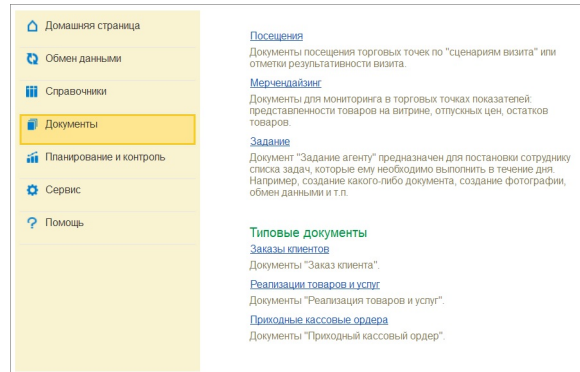 Домашняя страница
Обмен данными
Справочники
Документы
Планирование и контроль
Сервис
Помощь
Посещения
Документы посещения торговых точек по "сценариям визита" или
отметки результативности визита.
Мерчендайзинг
Документы для мониторинга в торговых точках показателей:
представленности товаров на витрине, отпускных цен, остатков
товаров.
Задание
Документ "Задание агенту" предназначен для постановки сотруднику
списка задач, которые ему необходимо выполнить в течение дня.
Например, создание какого-либо документа, создание фотографии,
обмен данными и т.п.
Типовые документы
Заказы клиентов
Документы "Заказ клиента".
Реализации товаров и услуг
Документы "Реализация товаров и услуг".
Приходные кассовые ордера
Документы "Приходный кассовый ордер".